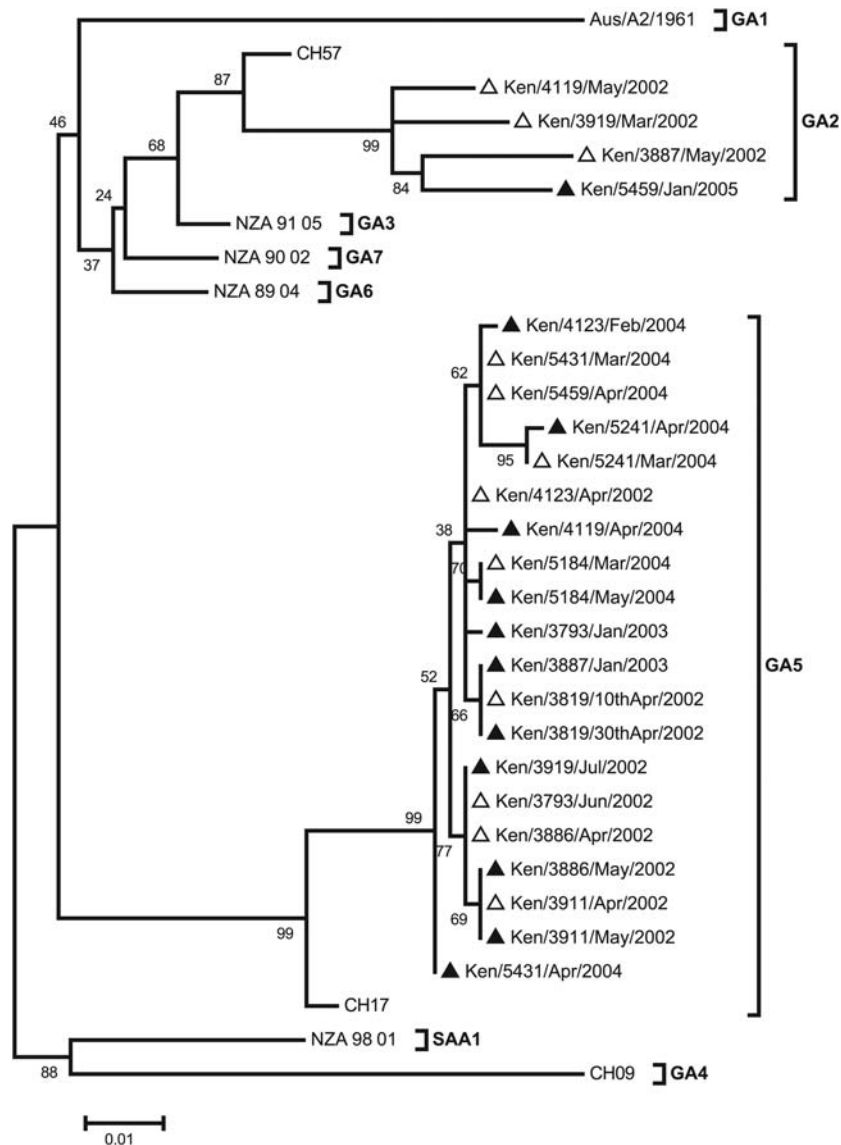 Aus/A2/1961 GA1
CH57
87
Ken/4119/May/2002
GA2
46
Ken/3919/Mar/2002
99
68
Ken/3887/May/2002
84
24
Ken/5459/Jan/2005
NZA 91 05 GA3
37
NZA 90 02 GA7
NZA 89 04 GA6
Ken/4123/Feb/2004
62
Ken/5431/Mar/2004
Ken/5459/Apr/2004
Ken/5241/Apr/2004
95
Ken/5241/Mar/2004
Ken/4123/Apr/2002
38
Ken/4119/Apr/2004
70
Ken/5184/Mar/2004
Ken/5184/May/2004
Ken/3793/Jan/2003
52
Ken/3887/Jan/2003
GA5
66
Ken/3819/10thApr/2002
Ken/3819/30thApr/2002
Ken/3919/Jul/2002
Ken/3793/Jun/2002
99
77
Ken/3886/Apr/2002
Ken/3886/May/2002
69
Ken/3911/Apr/2002
99
Ken/3911/May/2002
Ken/5431/Apr/2004
CH17
NZA 98 01 SAA1
88
CH09 GA4
0.01